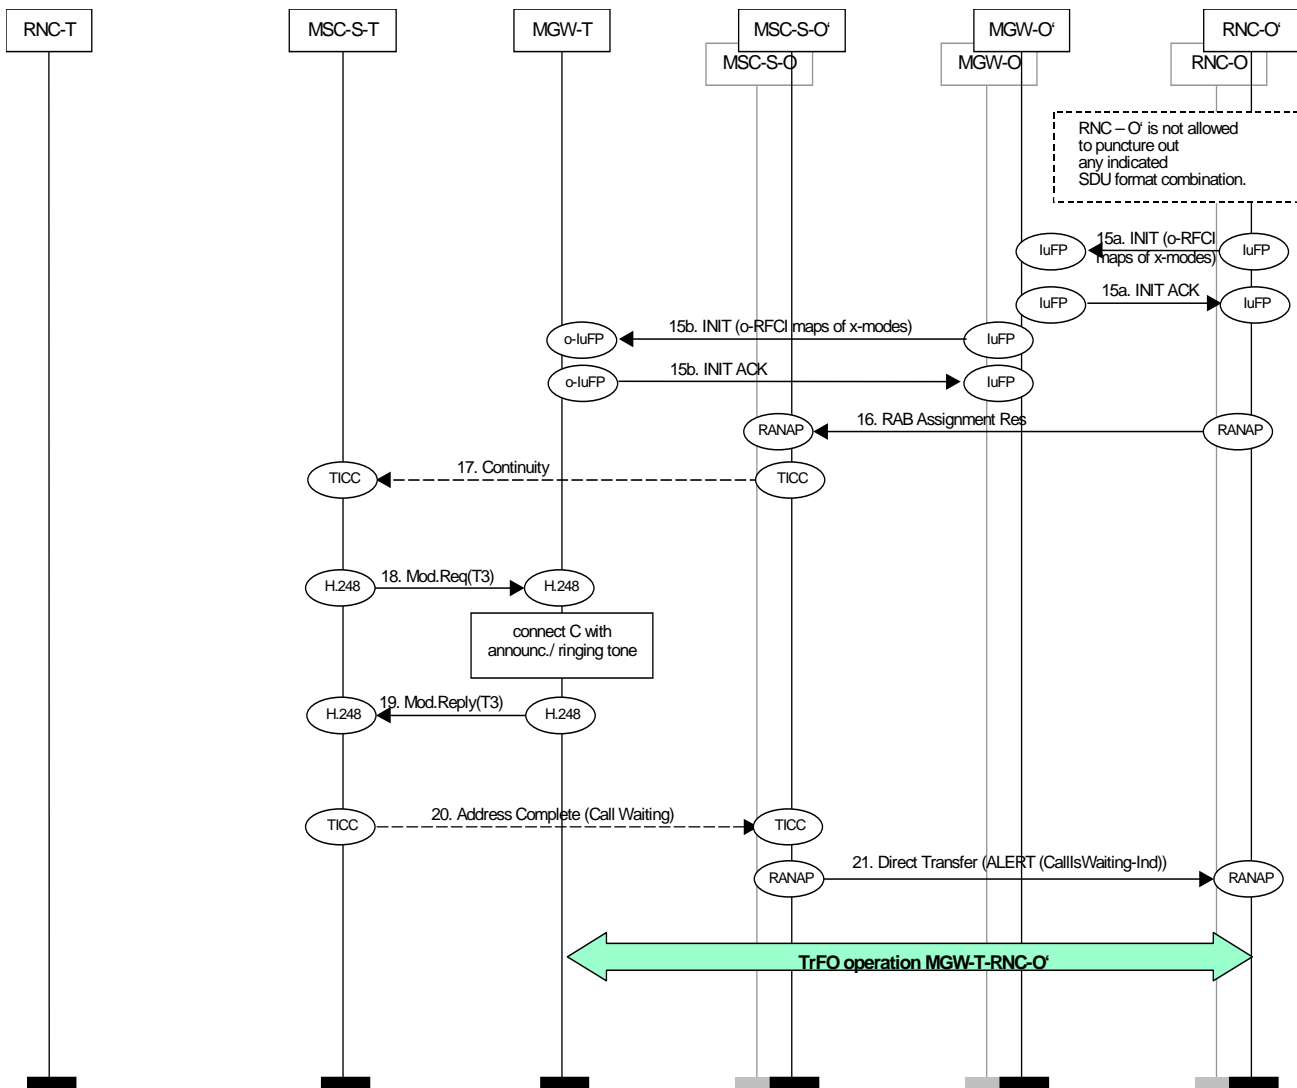 RNC-T
MSC-S-T
MGW-T
MSC-S-O‘
MGW-O‘
RNC-O‘
MSC-S-O
MGW-O
RNC-O
RNC – O‘ is not allowed
to puncture out
any indicated
SDU format combination.
IuFP
15a. INIT (o-RFCI
maps of x-modes)
IuFP
IuFP
15a. INIT ACK
IuFP
o-IuFP
15b. INIT (o-RFCI maps of x-modes)
IuFP
o-IuFP
15b. INIT ACK
IuFP
RANAP
16. RAB Assignment Res
RANAP
TICC
17. Continuity
TICC
H.248
18. Mod.Req(T3)
H.248
connect C with
announc./ ringing tone
H.248
19. Mod.Reply(T3)
H.248
TICC
20. Address Complete (Call Waiting)
TICC
RANAP
21. Direct Transfer (ALERT (CallIsWaiting-Ind))
RANAP
TrFO operation MGW-T-RNC-O‘